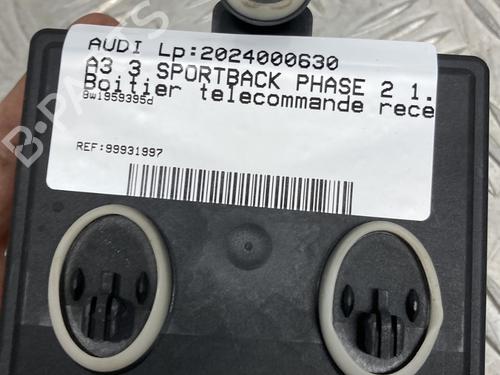 AUDI Lp:2024000630
A3 3 SPORTBACK PHASE 2 1.
Boitier telecommande rece
8w1959395d
REF:99931997
B-PARTS